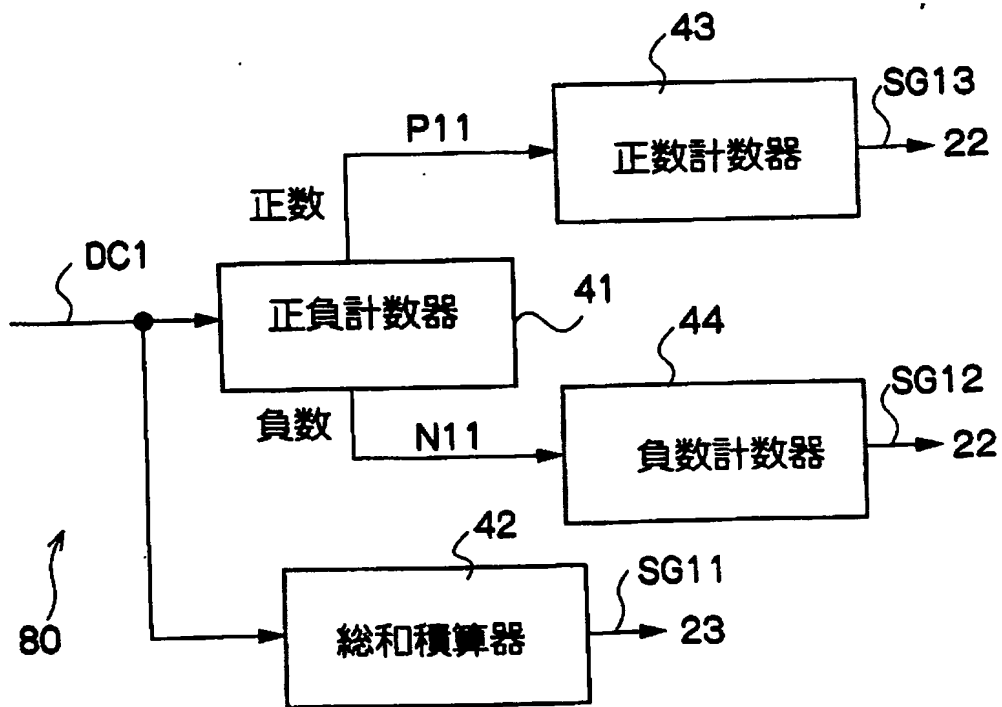 43
SG13
P11
正数計数器
22
正数
DC1
正負計数器
41
44
SG12
負数
N11
負数計数器
22
42
SG11
80
総和積算器
23